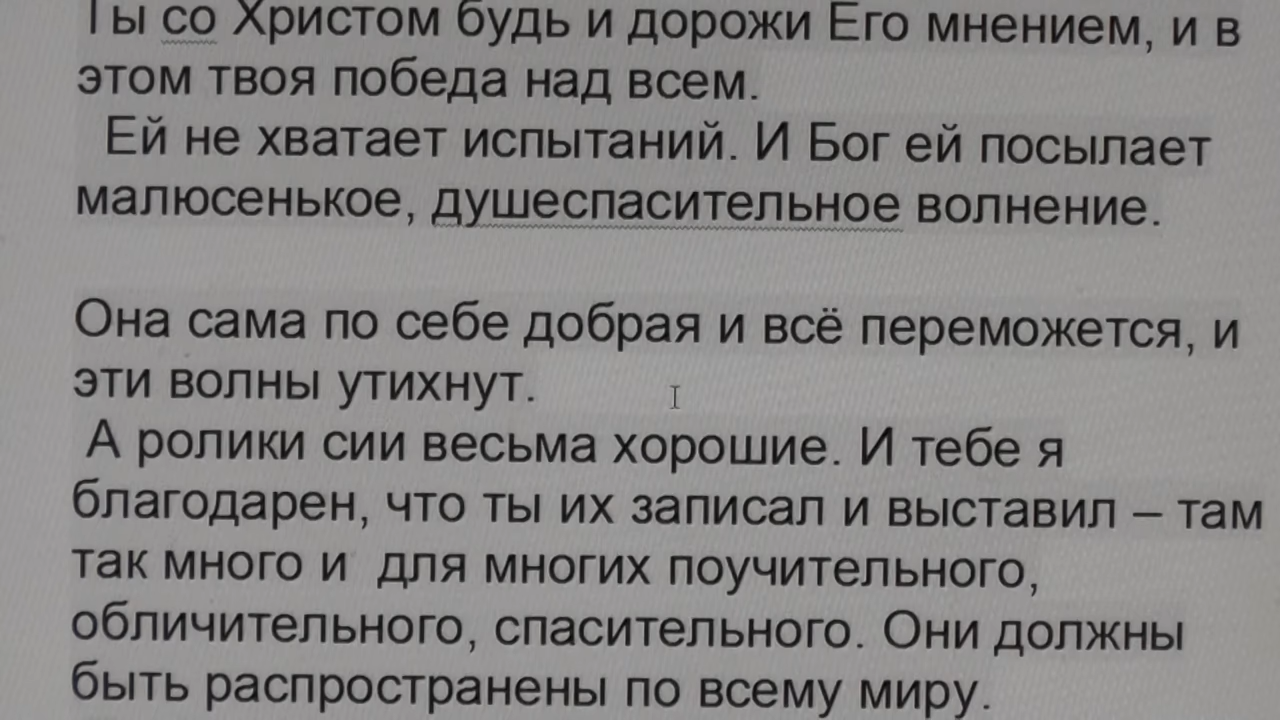 Ты со Христом будь и дорожи Его мнением, и в
этом твоя победа над всем.
Ей не хватает испытаний. И Бог ей посылает
малюсенькое, душеспасительное волнение.
Она сама по себе добрая и всё переможется, и
эти волны утихнут.
А ролики сии весьма хорошие. И тебе я
благодарен, что ты их записал и выставил – там
так много и для многих поучительного,
обличительного, спасительного. Они должны
быть распространены по всему миру.